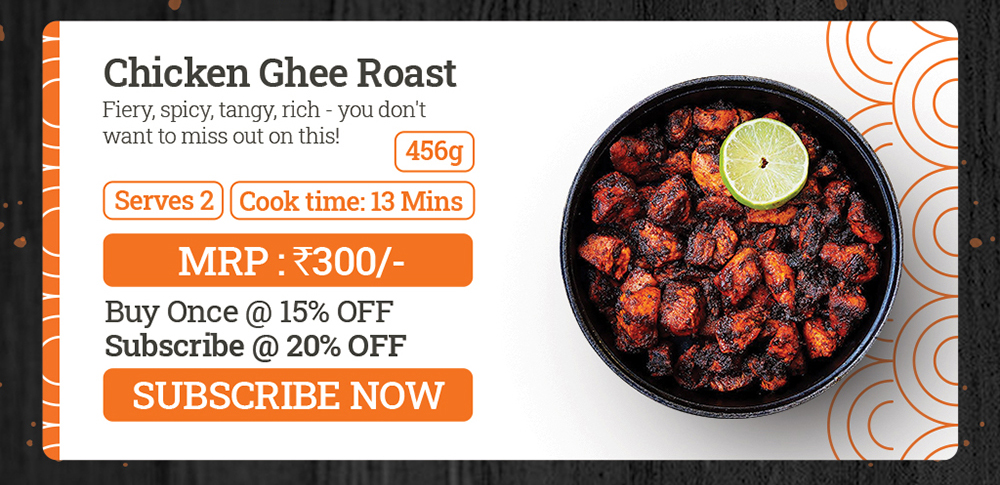 Chicken Ghee Roast
Fiery, spicy, tangy, rich - you don't
want to miss out on this!
456g
Serves 2
Cook time: 13 Mins
MRP : ₹300/-
Buy Once @ 15% OFF
Subscribe @ 20% OFF
SUBSCRIBE NOW